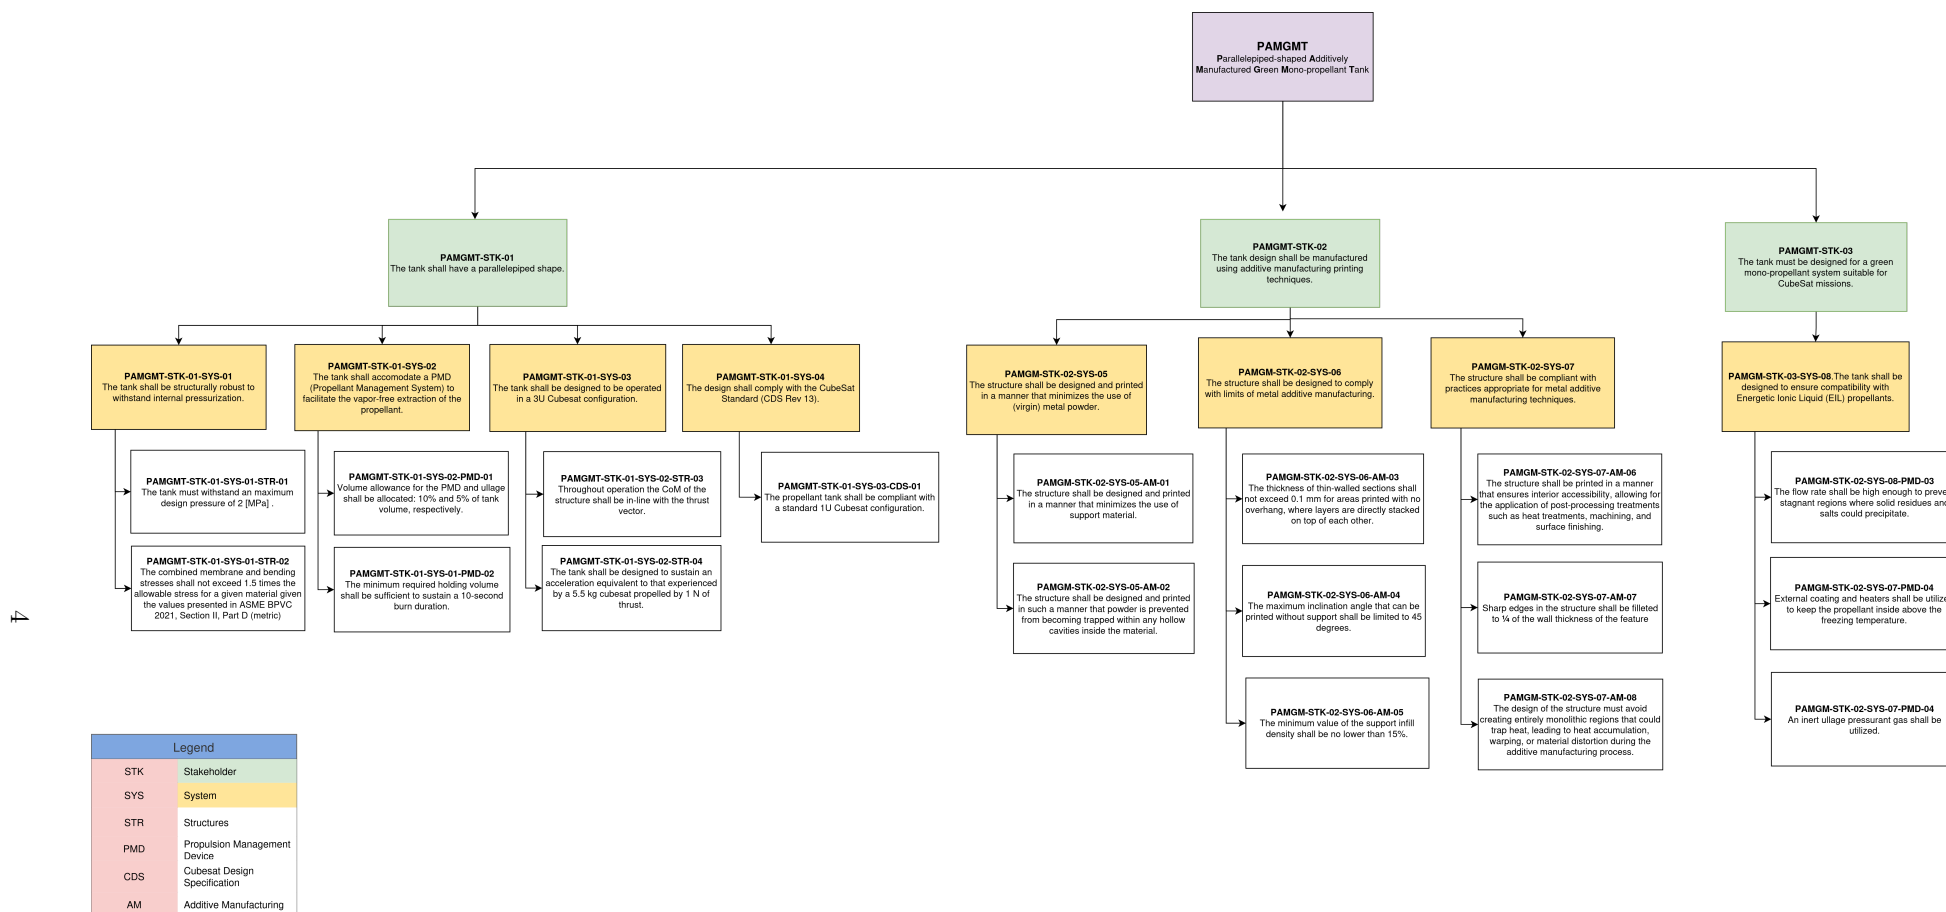 PAMGMT
Parallelepiped-shaped Additively
Manufactured Green Mono-propellant Tank
PAMGMT-STK-01
The tank shall have a parallelepiped shape.
PAMGMT-STK-02
The tank design shall be manufactured
using additive manufacturing printing
techniques.
PAMGMT-STK-03
The tank must be designed for a green
mono-propellant system suitable for
CubeSat missions.
PAMGMT-STK-01-SYS-01
The tank shall be structurally robust to
withstand internal pressurization.
PAMGMT-STK-01-SYS-02
The tank shall accomodate a PMD
(Propellant Management System) to
facilitate the vapor-free extraction of the
propellant.
PAMGMT-STK-01-SYS-03
The tank shall be designed to be operated
in a 3U Cubesat configuration.
PAMGMT-STK-01-SYS-04
The design shall comply with the CubeSat
Standard (CDS Rev 13).
PAMGM-STK-02-SYS-05
The structure shall be designed and printed
in a manner that minimizes the use of
(virgin) metal powder.
PAMGM-STK-02-SYS-06
The structure shall be designed to comply
with limits of metal additive manufacturing.
PAMGM-STK-02-SYS-07
The structure shall be compliant with
practices appropriate for metal additive
manufacturing techniques.
PAMGM-STK-03-SYS-08.The tank shall be
designed to ensure compatibility with
Energetic Ionic Liquid (EIL) propellants.
PAMGMT-STK-01-SYS-01-STR-01
The tank must withstand an maximum
design pressure of 2 [MPa] .
PAMGMT-STK-01-SYS-01-STR-02
The combined membrane and bending
stresses shall not exceed 1.5 times the
allowable stress for a given material given
the values presented in ASME BPVC
2021, Section II, Part D (metric)
PAMGMT-STK-01-SYS-02-PMD-01
Volume allowance for the PMD and ullage
shall be allocated: 10% and 5% of tank
volume, respectively.
PAMGMT-STK-01-SYS-01-PMD-02
The minimum required holding volume
shall be sufficient to sustain a 10-second
burn duration.
PAMGMT-STK-01-SYS-02-STR-03
Throughout operation the CoM of the
structure shall be in-line with the thrust
vector.
PAMGMT-STK-01-SYS-02-STR-04
The tank shall be designed to sustain an
acceleration equivalent to that experienced
by a 5.5 kg cubesat propelled by 1 N of
thrust.
PAMGMT-STK-01-SYS-03-CDS-01
The propellant tank shall be compliant with
a standard 1U Cubesat configuration.
PAMGM-STK-02-SYS-05-AM-01
The structure shall be designed and printed
in a manner that minimizes the use of
support material.
PAMGM-STK-02-SYS-05-AM-02
The structure shall be designed and printed
in such a manner that powder is prevented
from becoming trapped within any hollow
cavities inside the material.
PAMGM-STK-02-SYS-06-AM-03
The thickness of thin-walled sections shall
not exceed 0.1 mm for areas printed with no
overhang, where layers are directly stacked
on top of each other.
PAMGM-STK-02-SYS-06-AM-04
The maximum inclination angle that can be
printed without support shall be limited to 45
degrees.
PAMGM-STK-02-SYS-06-AM-05
The minimum value of the support infill
density shall be no lower than 15%.
PAMGM-STK-02-SYS-07-AM-06
The structure shall be printed in a manner
that ensures interior accessibility, allowing for
the application of post-processing treatments
such as heat treatments, machining, and
surface finishing.
PAMGM-STK-02-SYS-07-AM-07
Sharp edges in the structure shall be filleted
to ¼ of the wall thickness of the feature
PAMGM-STK-02-SYS-07-AM-08
The design of the structure must avoid
creating entirely monolithic regions that could
trap heat, leading to heat accumulation,
warping, or material distortion during the
additive manufacturing process.
PAMGM-STK-02-SYS-08-PMD-03
The flow rate shall be high enough to
stagnant regions where solid residues
salts could precipitate.
PAMGM-STK-02-SYS-07-PMD-04
External coating and heaters shall be
to keep the propellant inside above the
freezing temperature.
PAMGM-STK-02-SYS-07-PMD-04
An inert ullage pressurant gas shall be
utilized.
4
Legend
STK Stakeholder
SYS System
STR Structures
PMD Propulsion Management
Device
CDS Cubesat Design
Specification
AM Additive Manufacturing